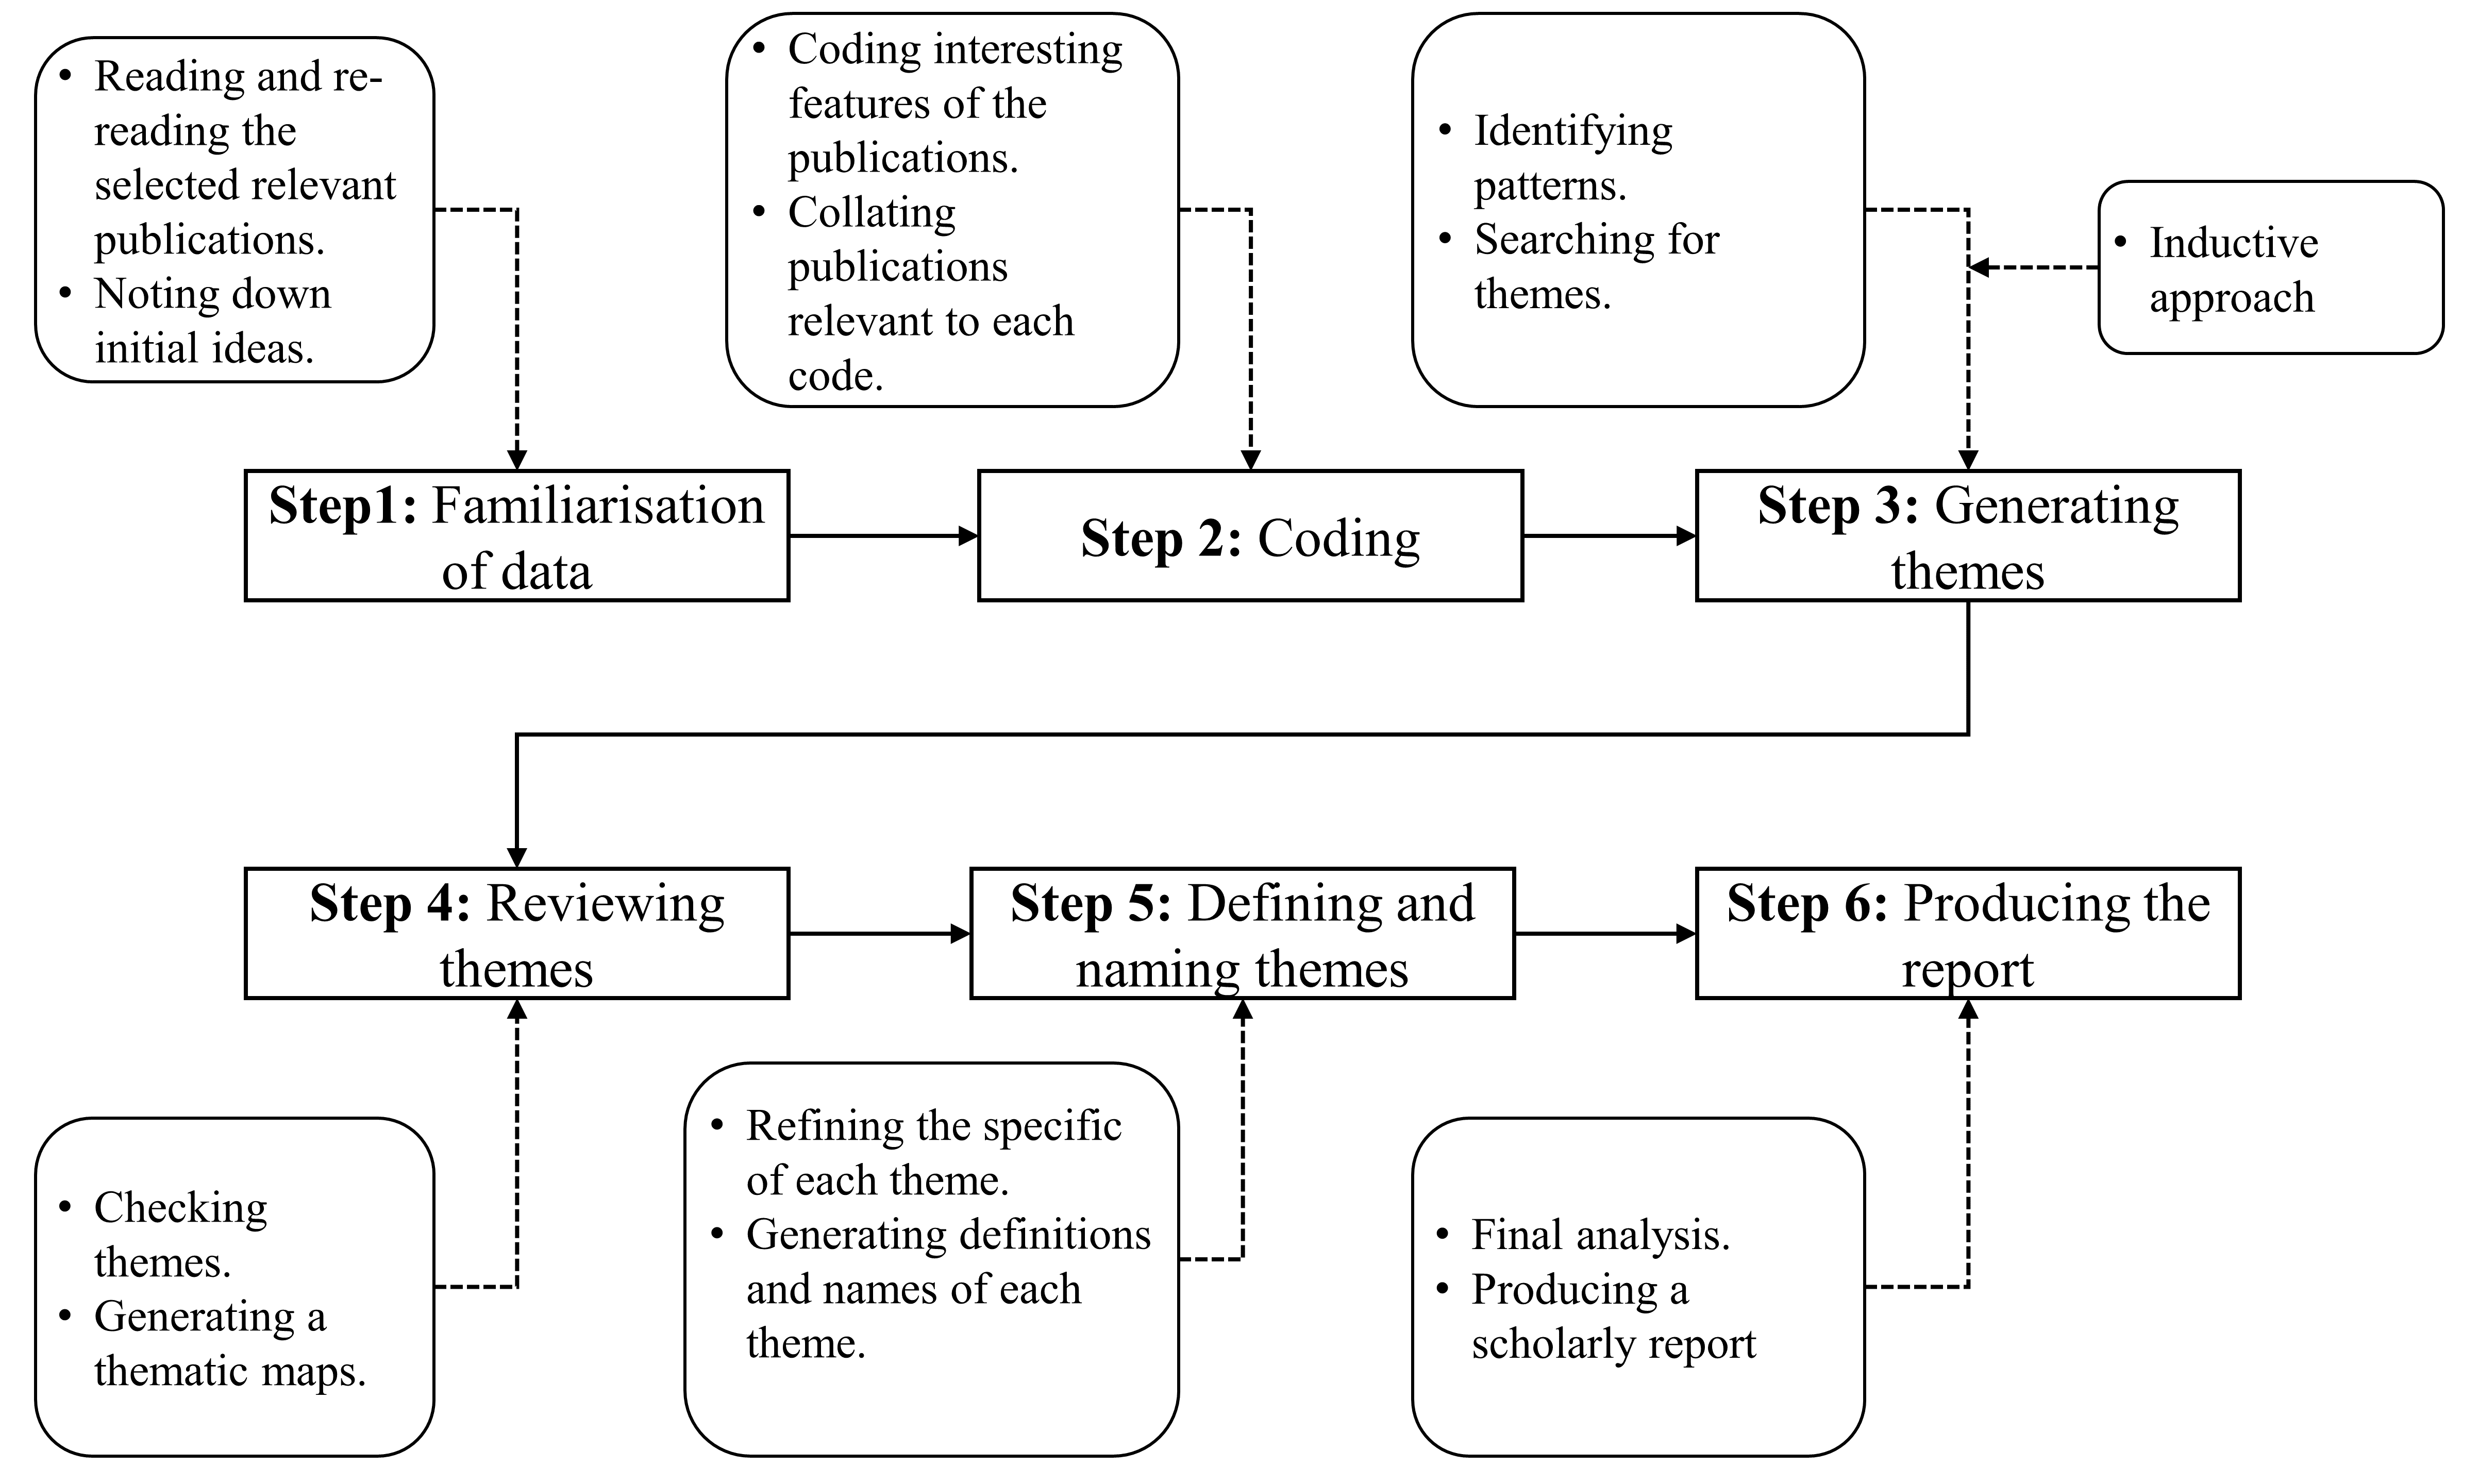 • Reading and re-
reading the
selected relevant
publications.
• Noting down
initial ideas.
• Coding interesting
features of the
publications.
• Collating
publications
relevant to each
code.
• Identifying
patterns.
• Searching for
themes.
• Inductive
approach
Step1: Familiarisation
of data
Step 2: Coding
Step 3: Generating
themes
Step 4: Reviewing
themes
Step 5: Defining and
naming themes
Step 6: Producing the
report
• Checking
themes.
• Generating a
thematic maps.
• Refining the specific
of each theme.
• Generating definitions
and names of each
theme.
• Final analysis.
• Producing a
scholarly report